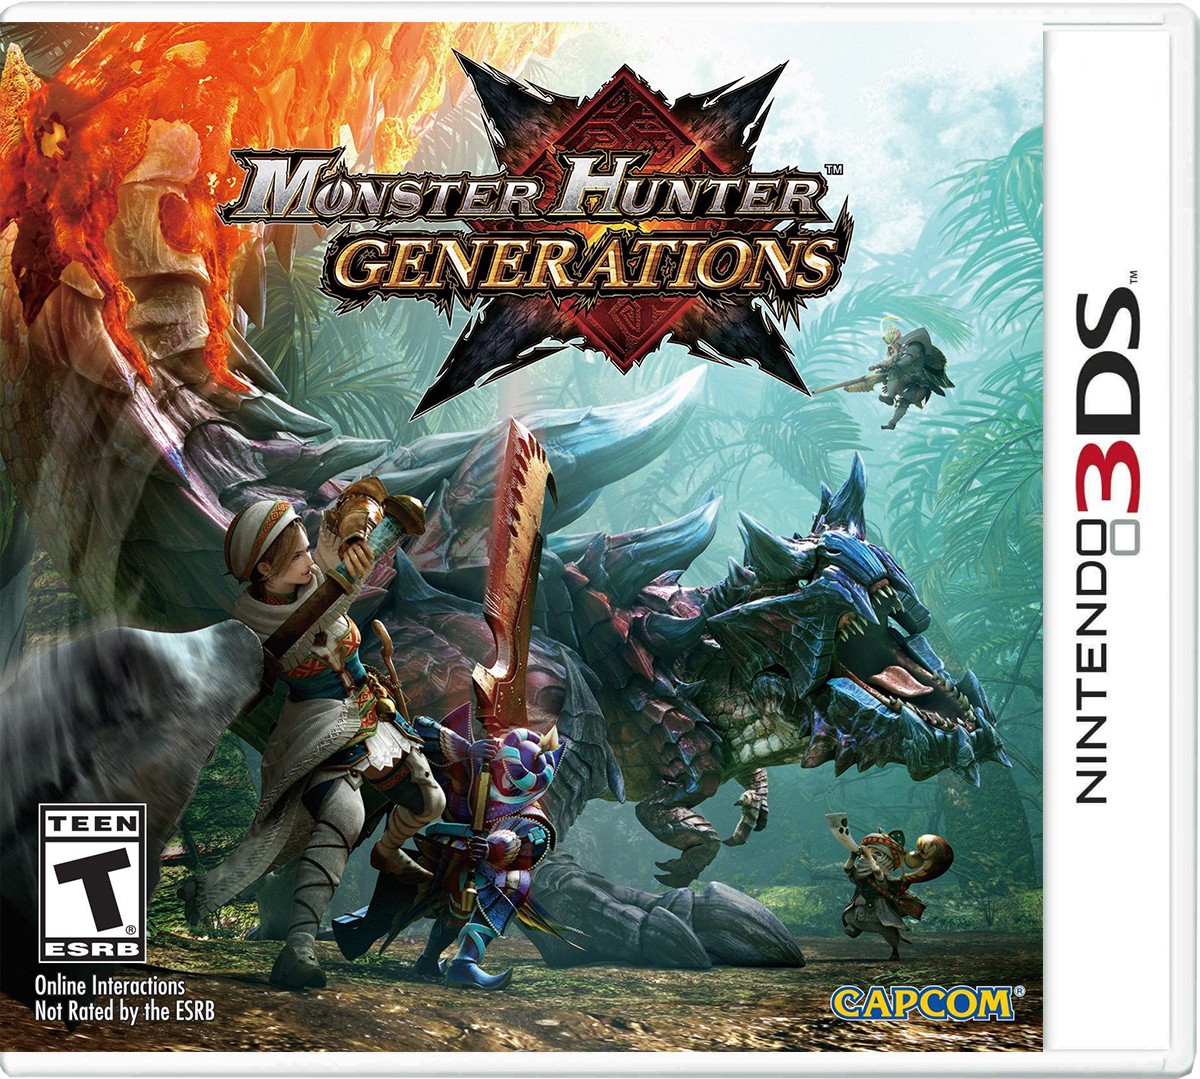 MONSTER HUNTER™
GENERATIONS
NINTENDO 3DS™
TEEN
T
®
ESRB
Online Interactions
Not Rated by the ESRB
CAPCOM®